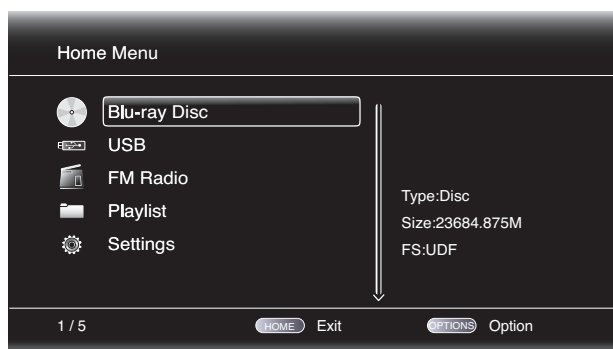 Home Menu
Blu-ray Disc
USB
FM Radio
Playlist
Settings
Type:Disc
Size:23684.875M
FS:UDF
1 / 5
HOME Exit
OPTIONS Option